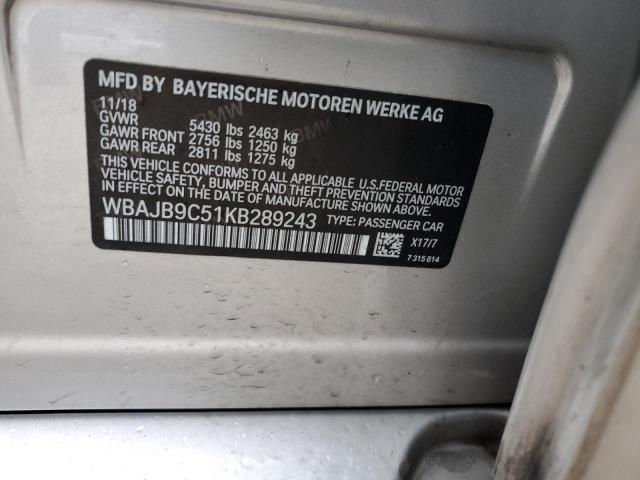 MFD BY BAYERISCHE MOTOREN WERKE AG
11/18
GVWR 5430 lbs 2463 kg
GAWR FRONT 2756 lbs 1250 kg
GAWR REAR 2811 lbs 1275 kg
THIS VEHICLE CONFORMS TO ALL APPLICABLE U.S.FEDERAL MOTOR
VEHICLE SAFETY, BUMPER AND THEFT PREVENTION STANDARDS
IN EFFECT ON THE DATE OF MANUFACTURE SHOWN ABOVE.
WBAJB9C51KB289243 TYPE: PASSENGER CAR
X17/7
7 315 814